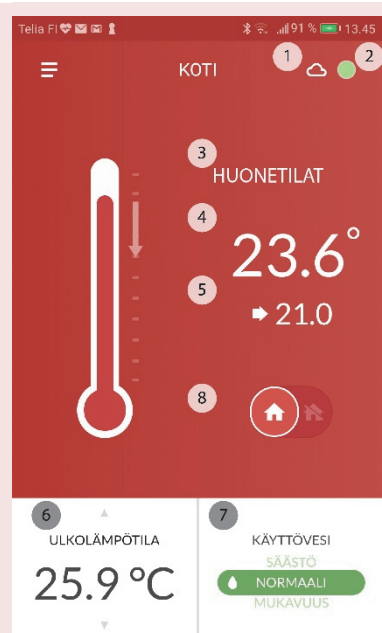 Telia FI 91 % 13.45
KOTI 1 2
3
HUONETILAT
4
23.6°
5
21.0
8
6 7
ULKOLÄMPÖTILA KÄYTTÖVESI
SÄÄSTÖ
25.9 °C NORMAALI
MUKAVUUS